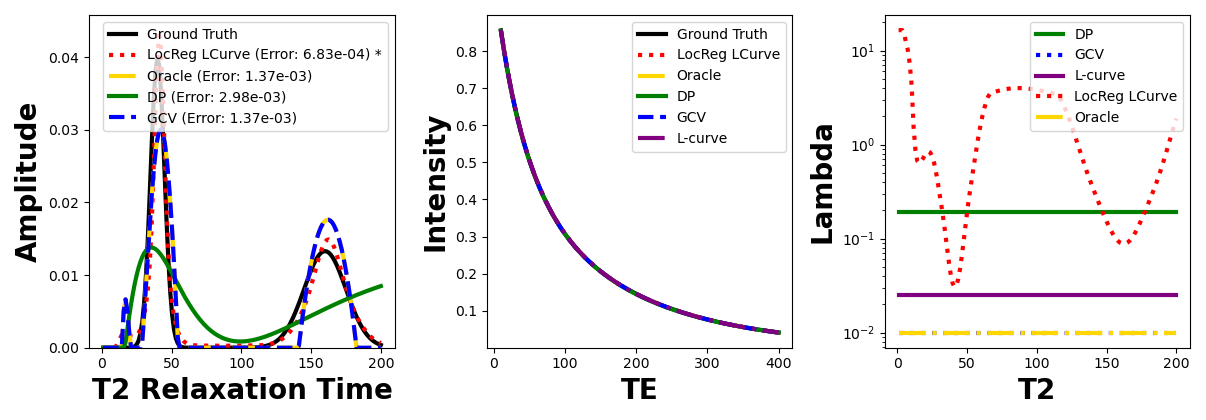 Amplitude
0.04
0.03
0.02
0.01
0.00
Ground Truth
LocReg LCurve (Error: 6.83e-04) *
Oracle (Error: 1.37e-03)
DP (Error: 2.98e-03)
GCV (Error: 1.37e-03)
0 50 100 150 200
T2 Relaxation Time
Intensity
0.8
0.7
0.6
0.5
0.4
0.3
0.2
0.1
Ground Truth
LocReg LCurve
Oracle
DP
GCV
L-curve
0 100 200 300 400
TE
Lambda
10¹
10⁰
10⁻¹
10⁻²
DP
GCV
L-curve
LocReg LCurve
Oracle
0 50 100 150 200
T2